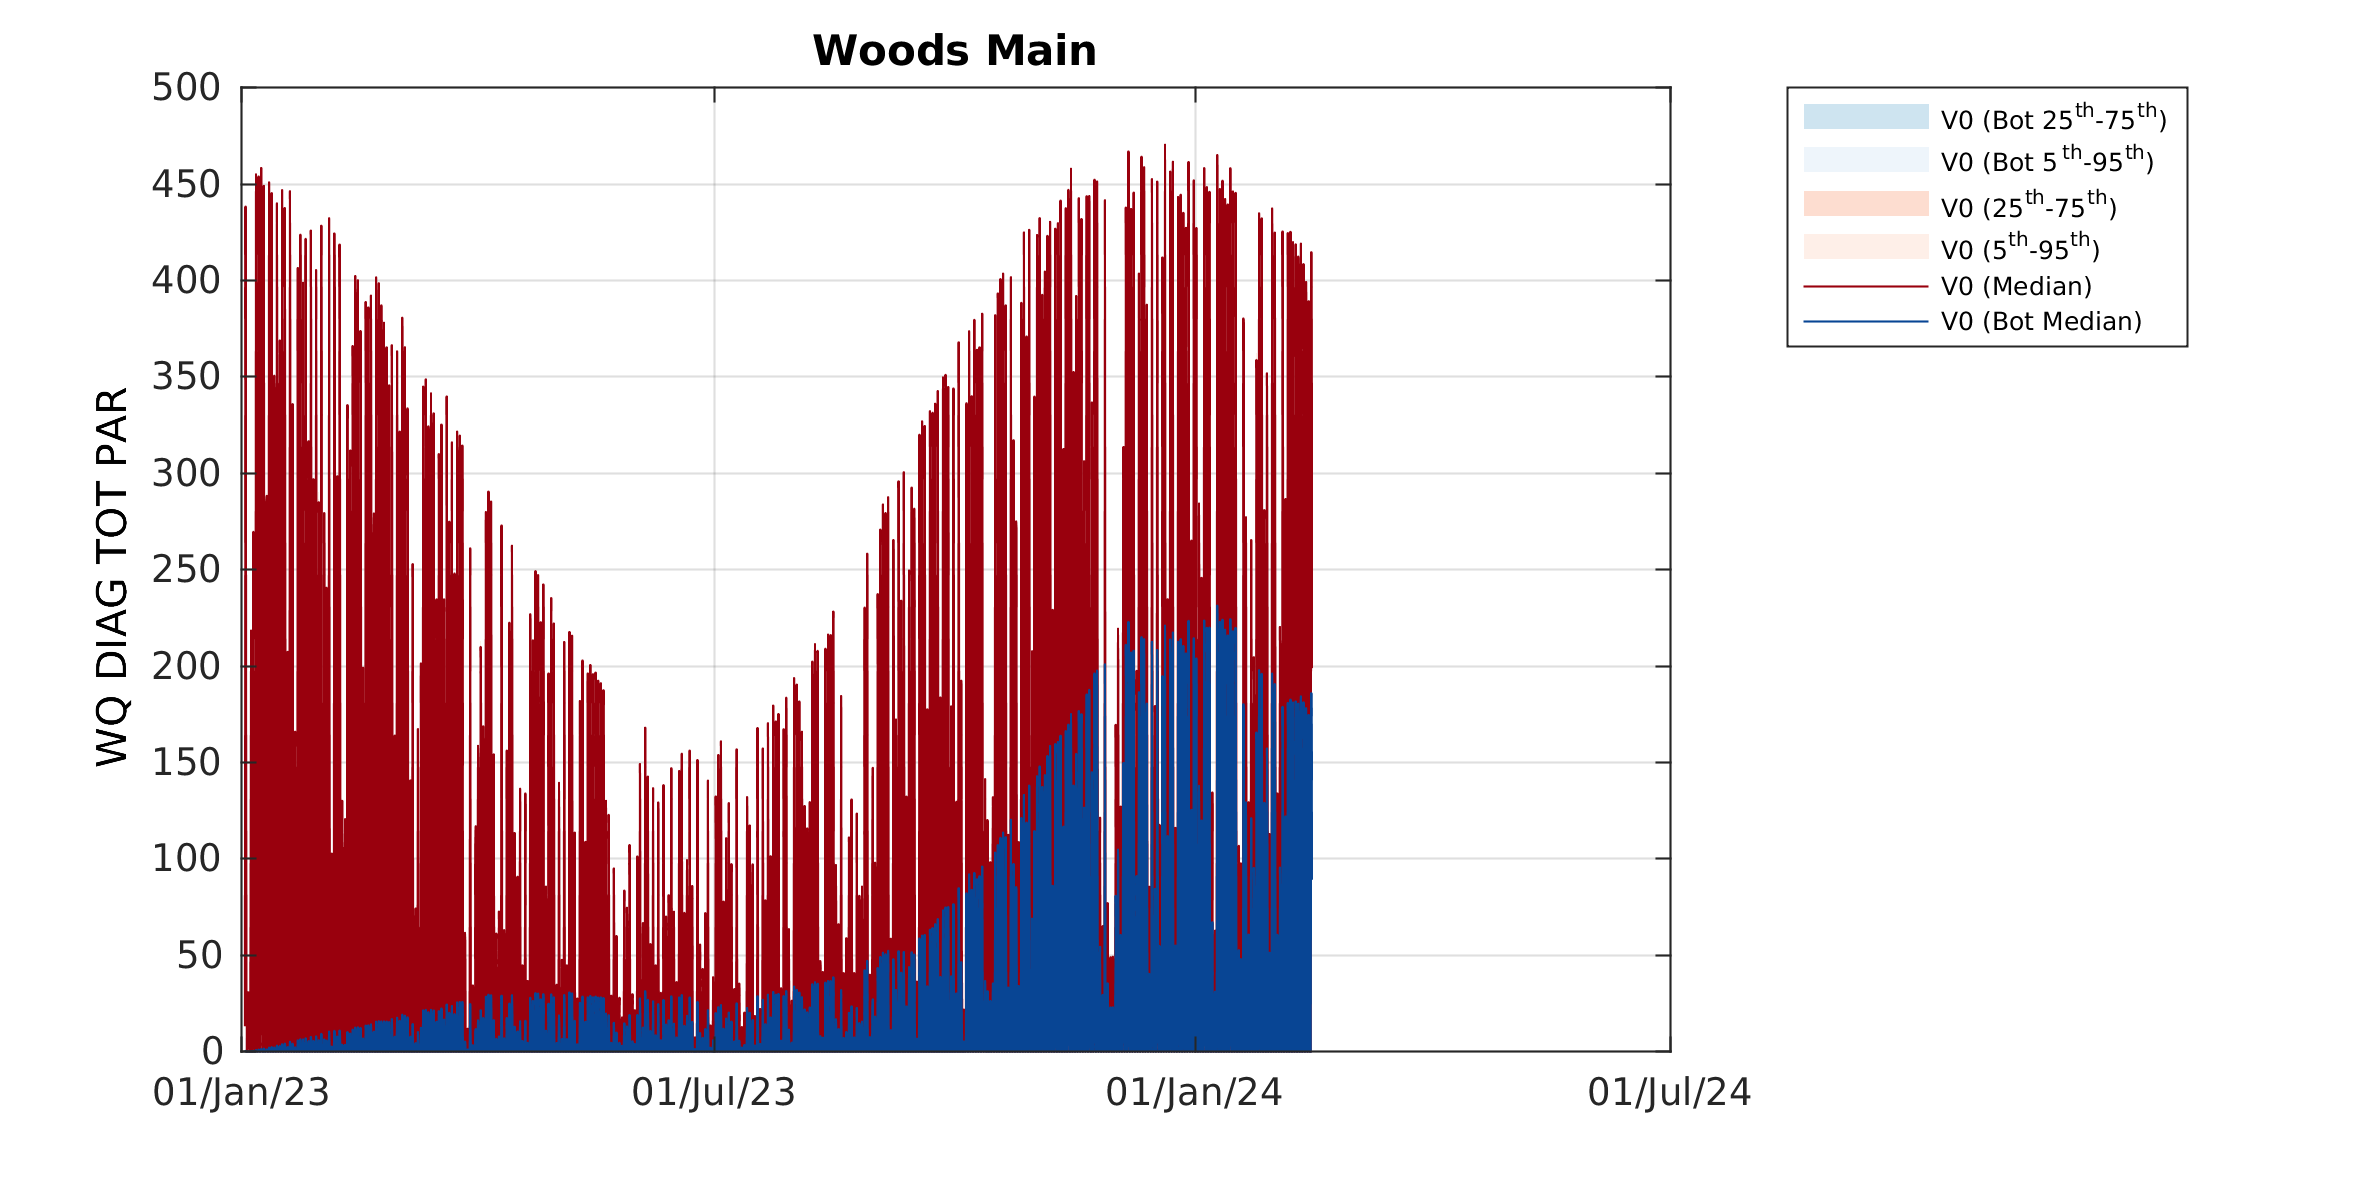 Woods Main
500
450
400
350
300
250
200
150
100
50
0
WQ DIAG TOT PAR
01/Jan/23
01/Jul/23
01/Jan/24
01/Jul/24
V0 (Bot 25th-75th)
V0 (Bot 5th-95th)
V0 (25th-75th)
V0 (5th-95th)
V0 (Median)
V0 (Bot Median)